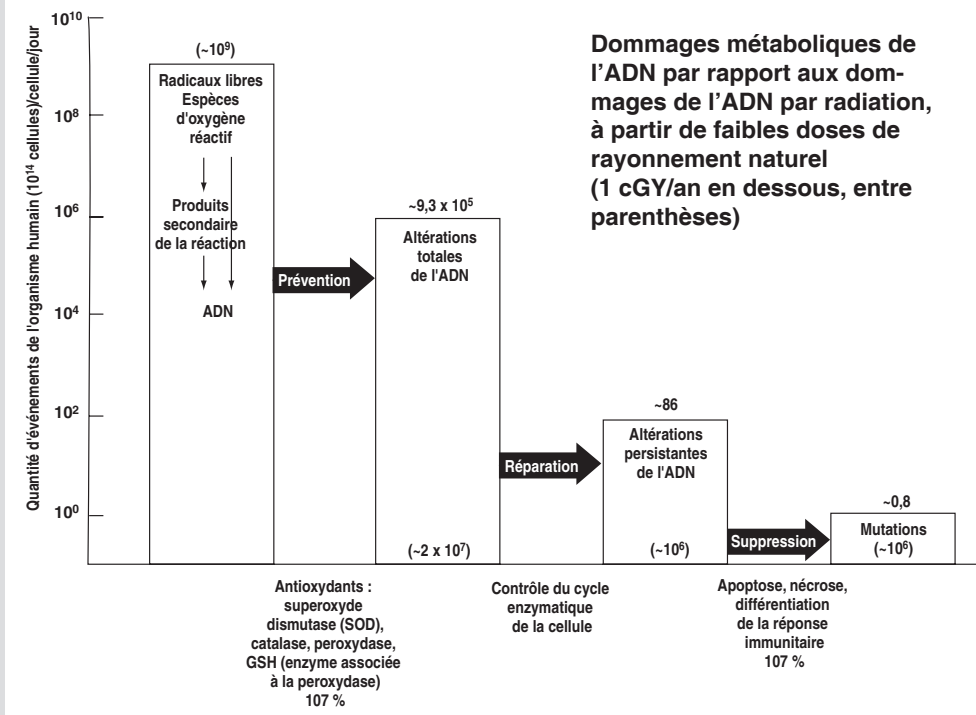 Dommages métaboliques de
l'ADN par rapport aux dom-
mages de l'ADN par radiation,
à partir de faibles doses de
rayonnement naturel
(1 cGY/an en dessous, entre
parenthèses)
Quantité d'événements de l'organisme humain (10¹⁴ cellules)/cellule/jour
10¹⁰
10⁸
10⁶
10⁴
10²
10⁰
(~10⁹)
Radicaux libres
Espèces
d'oxygène
réactif
Produits
secondaire
de la réaction
ADN
Prévention
~9,3 x 10⁵
Altérations
totales
de l'ADN
(~2 x 10⁷)
Réparation
~86
Altérations
persistantes
de l'ADN
(~10⁶)
Suppression
~0,8
Mutations
(~10⁶)
Antioxydants :
superoxyde
dismutase (SOD),
catalase, peroxydase,
GSH (enzyme associée
à la peroxydase)
107 %
Contrôle du cycle
enzymatique
de la cellule
Apoptose, nécrose,
différentiation
de la réponse
immunitaire
107 %